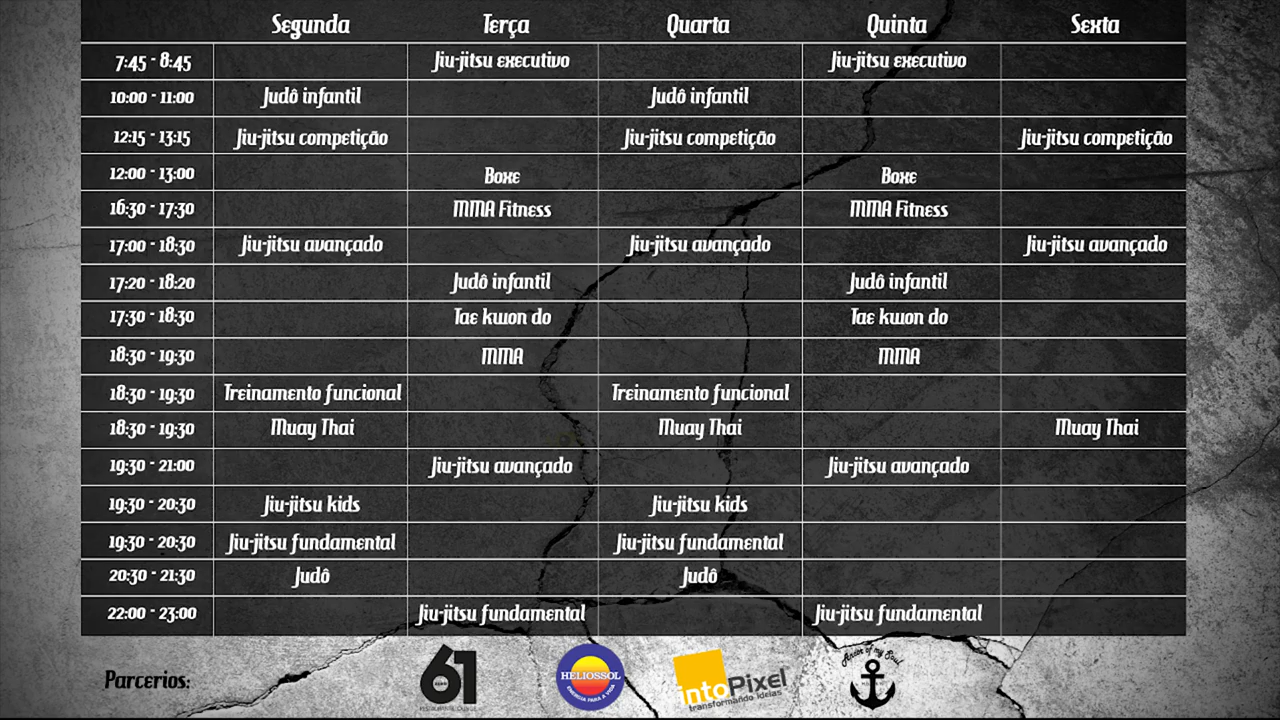 Segunda Terça Quarta Quinta Sexta
7:45 - 8:45 Jiu-jitsu executivo Jiu-jitsu executivo
10:00 - 11:00 Judô infantil Judô infantil
12:15 - 13:15 Jiu-jitsu competição Jiu-jitsu competição Jiu-jitsu competição
12:00 - 13:00 Boxe Boxe
16:30 - 17:30 MMA Fitness MMA Fitness
17:00 - 18:30 Jiu-jitsu avançado Jiu-jitsu avançado Jiu-jitsu avançado
17:20 - 18:20 Judô infantil Judô infantil
17:30 - 18:30 Tae kwon do Tae kwon do
18:30 - 19:30 MMA MMA
18:30 - 19:30 Treinamento funcional Treinamento funcional
18:30 - 19:30 Muay Thai Muay Thai Muay Thai
19:30 - 21:00 Jiu-jitsu avançado Jiu-jitsu avançado
19:30 - 20:30 Jiu-jitsu kids Jiu-jitsu kids
19:30 - 20:30 Jiu-jitsu fundamental Jiu-jitsu fundamental
20:30 - 21:30 Judô Judô
22:00 - 23:00 Jiu-jitsu fundamental Jiu-jitsu fundamental
Parcerios:
61
HELIOSSOL
ENERGIA PARA A VIDA
intoPixel
transformando ideias
of my Soul